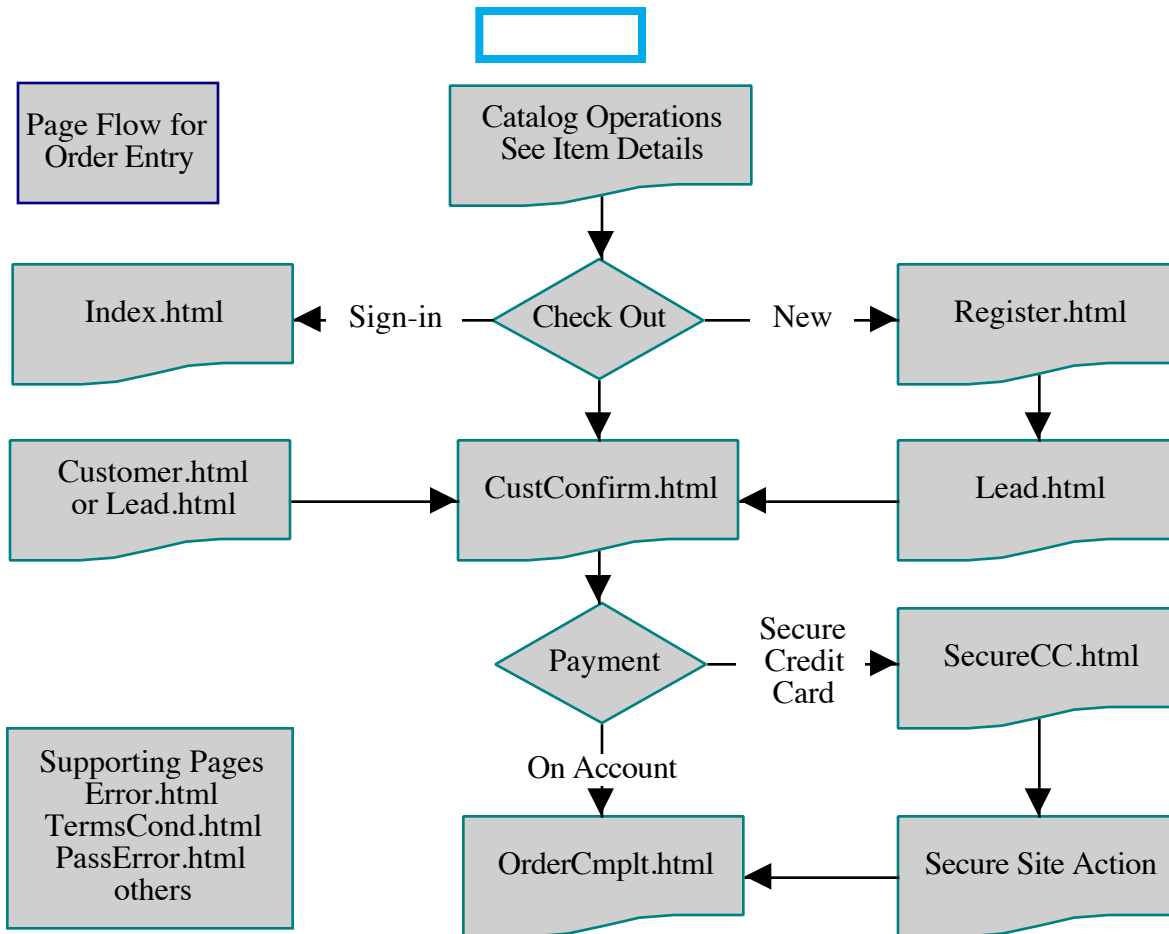 Page Flow for
Order Entry
Catalog Operations
See Item Details
Index.html
Sign-in
Check Out
New
Register.html
Customer.html
or Lead.html
CustConfirm.html
Lead.html
Payment
Secure
Credit
Card
SecureCC.html
Supporting Pages
Error.html
TermsCond.html
PassError.html
others
On Account
OrderCmplt.html
Secure Site Action